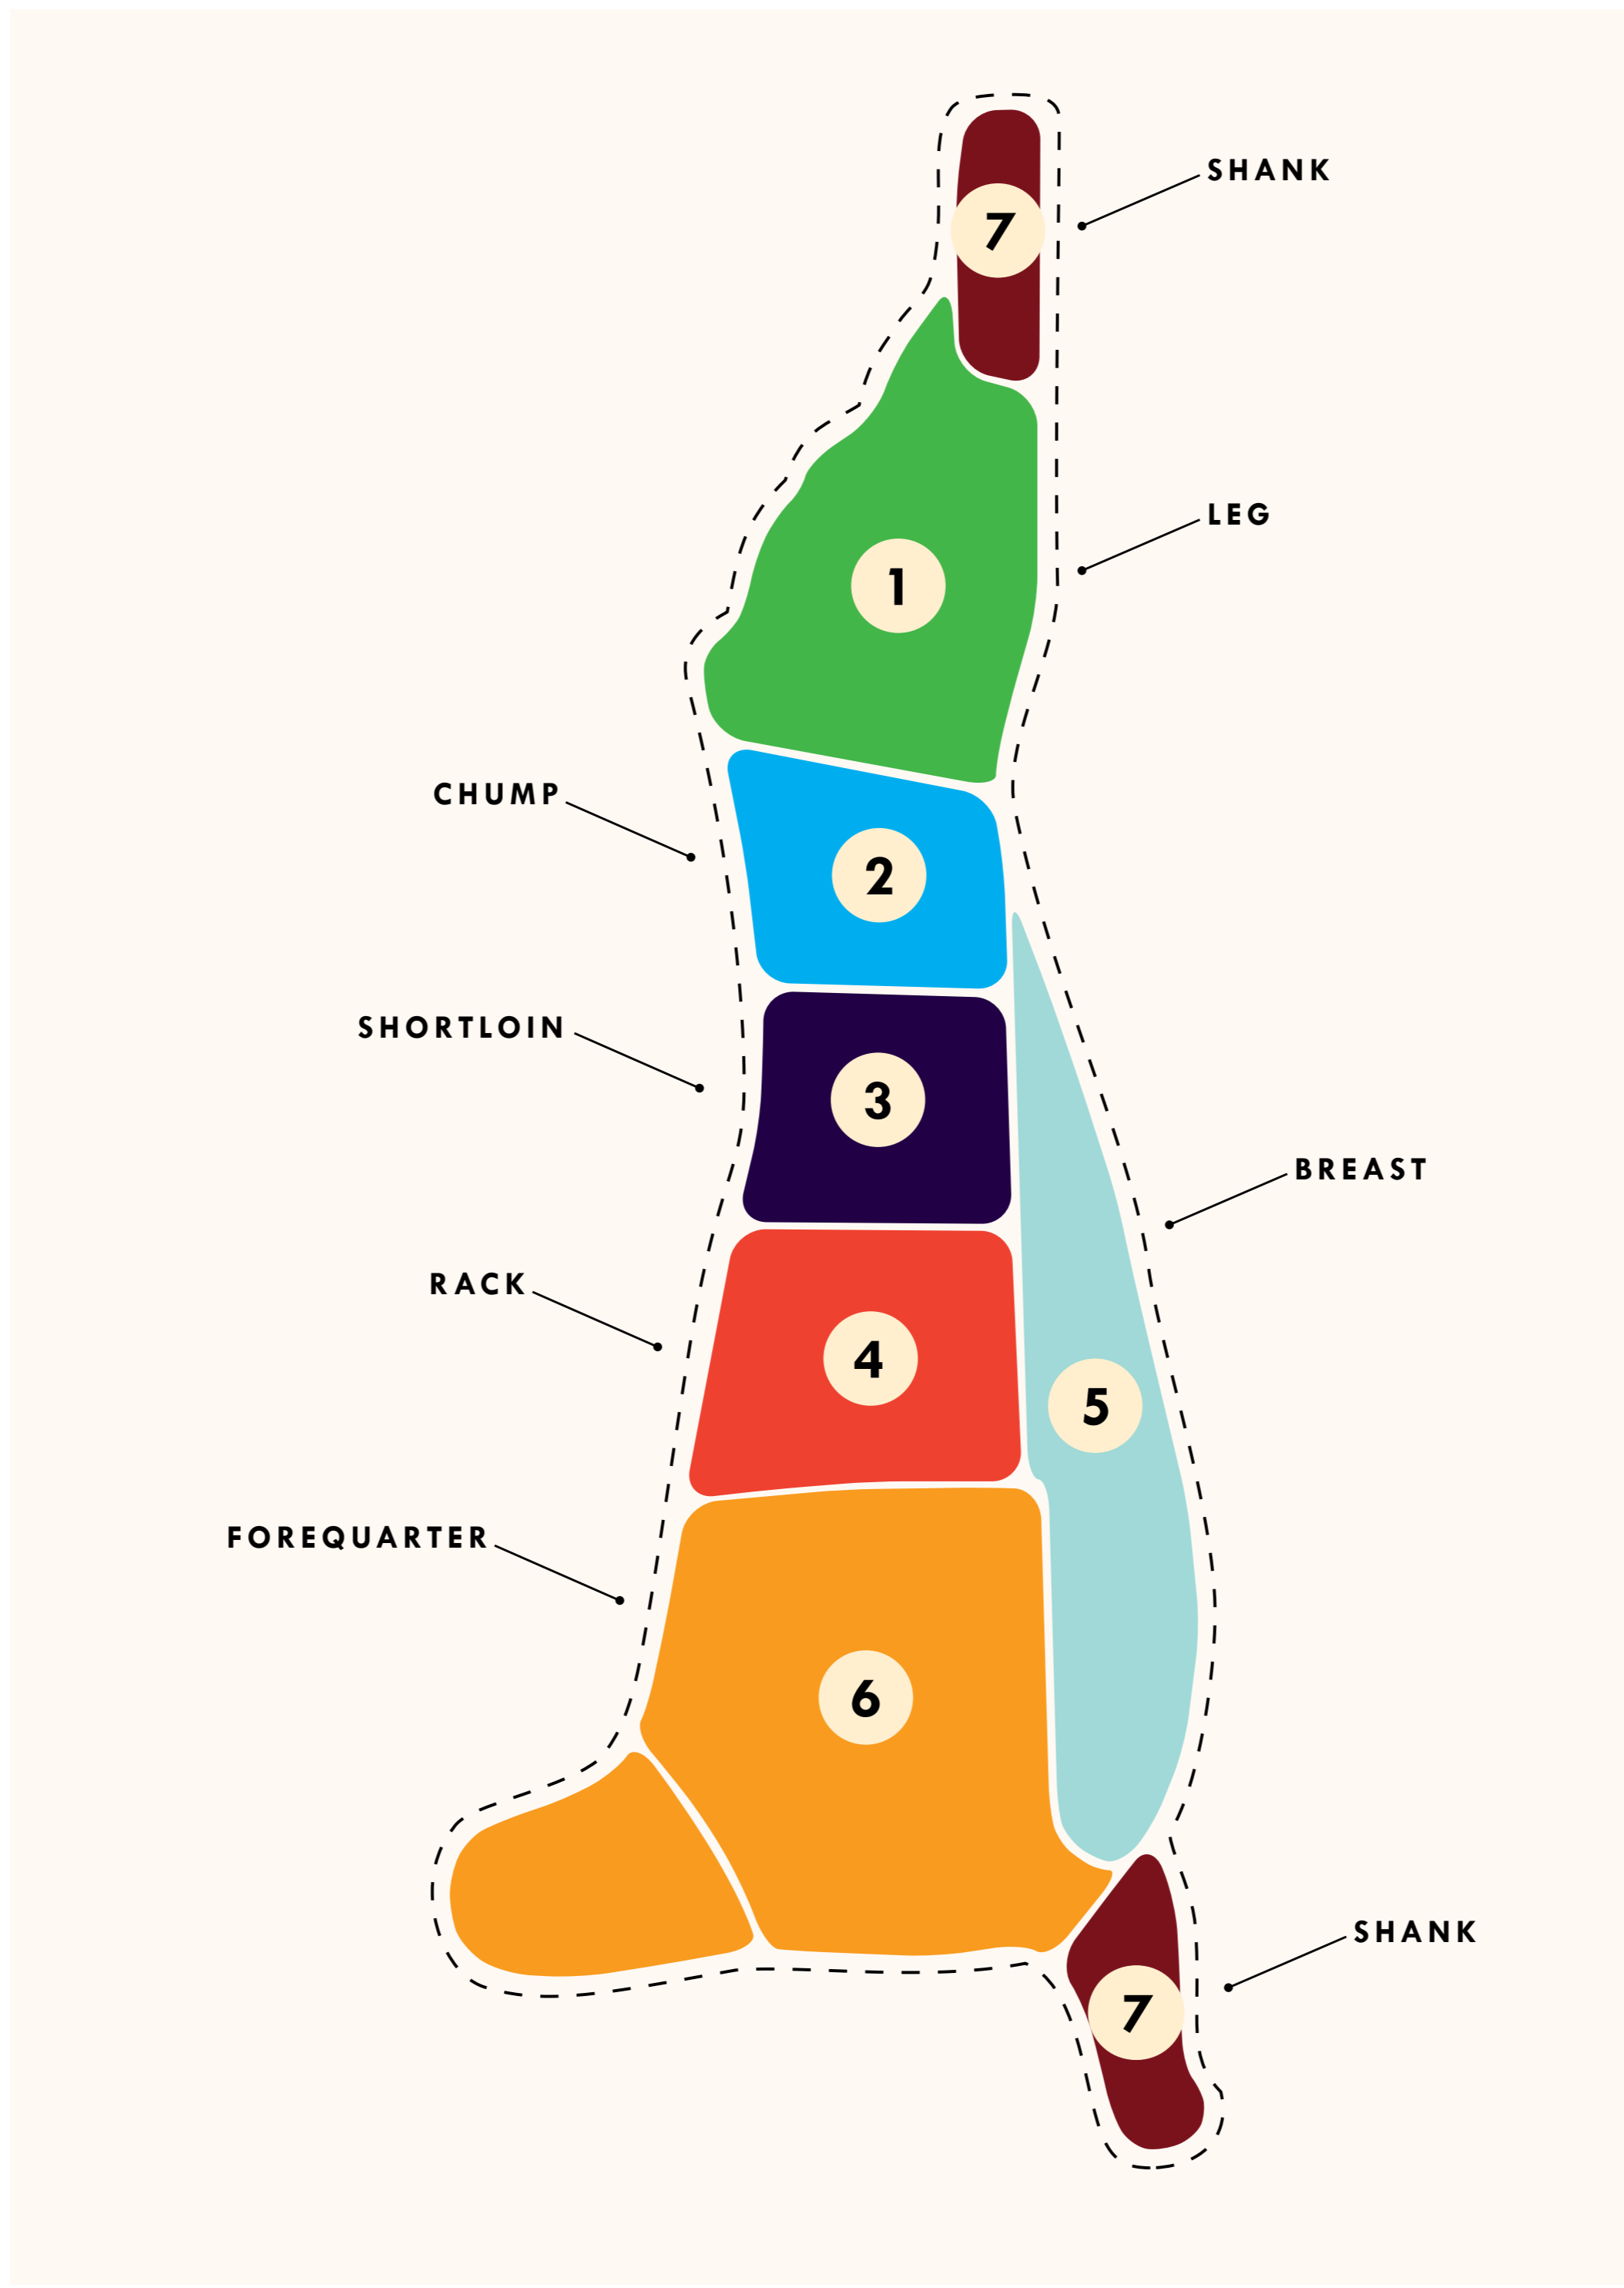 SHANK
7
LEG
1
CHUMP
2
SHORTLOIN
3
BREAST
RACK
4
5
FOREQUARTER
6
SHANK
7